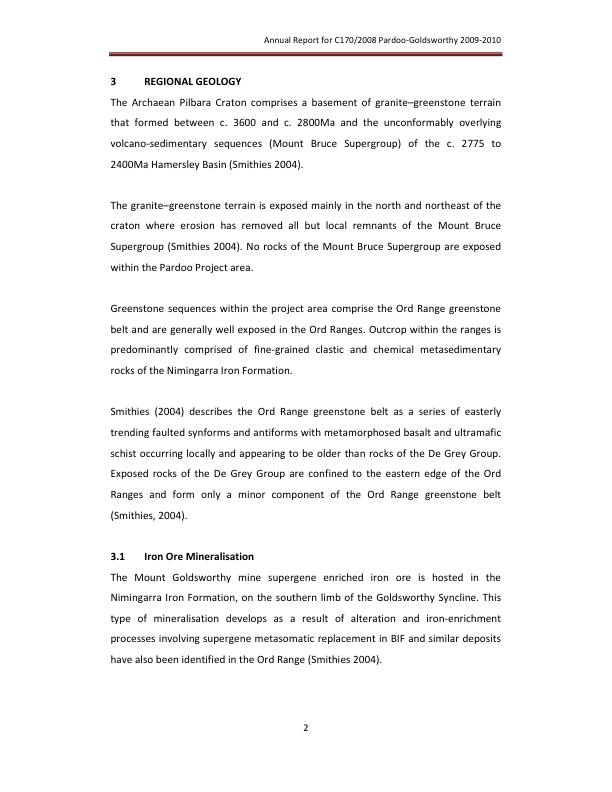 Annual Report for C170/2008 Pardoo-Goldsworthy 2009-2010
3 REGIONAL GEOLOGY
The Archaean Pilbara Craton comprises a basement of granite–greenstone terrain
that formed between c. 3600 and c. 2800Ma and the unconformably overlying
volcano-sedimentary sequences (Mount Bruce Supergroup) of the c. 2775 to
2400Ma Hamersley Basin (Smithies 2004).
The granite–greenstone terrain is exposed mainly in the north and northeast of the
craton where erosion has removed all but local remnants of the Mount Bruce
Supergroup (Smithies 2004). No rocks of the Mount Bruce Supergroup are exposed
within the Pardoo Project area.
Greenstone sequences within the project area comprise the Ord Range greenstone
belt and are generally well exposed in the Ord Ranges. Outcrop within the ranges is
predominantly comprised of fine-grained clastic and chemical metasedimentary
rocks of the Nimingarra Iron Formation.
Smithies (2004) describes the Ord Range greenstone belt as a series of easterly
trending faulted synforms and antiforms with metamorphosed basalt and ultramafic
schist occurring locally and appearing to be older than rocks of the De Grey Group.
Exposed rocks of the De Grey Group are confined to the eastern edge of the Ord
Ranges and form only a minor component of the Ord Range greenstone belt
(Smithies, 2004).
3.1 Iron Ore Mineralisation
The Mount Goldsworthy mine supergene enriched iron ore is hosted in the
Nimingarra Iron Formation, on the southern limb of the Goldsworthy Syncline. This
type of mineralisation develops as a result of alteration and iron-enrichment
processes involving supergene metasomatic replacement in BIF and similar deposits
have also been identified in the Ord Range (Smithies 2004).
2